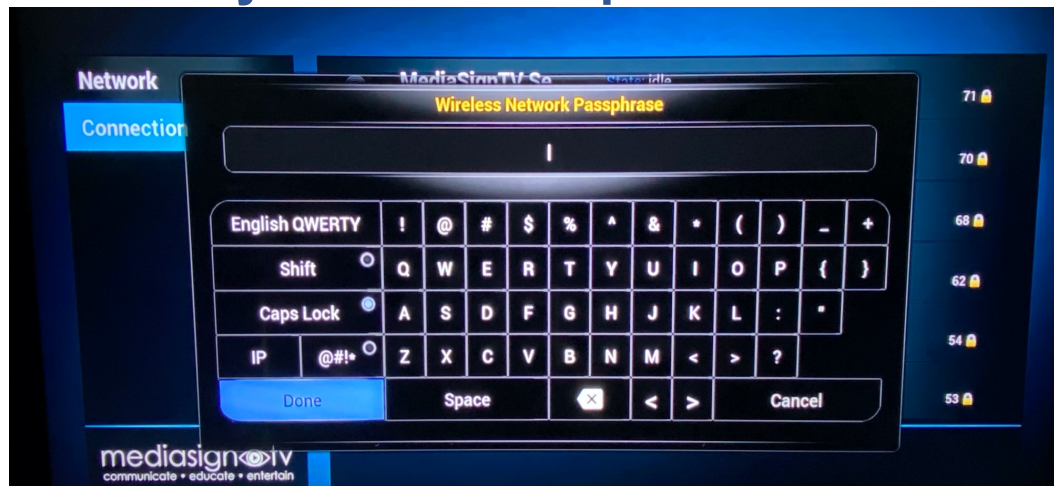 Network
MediaSignTV Se State: idle
Connection
Wireless Network Passphrase
71
70
68
62
54
53
English QWERTY ! @ # $ % ^ & * ( ) _ +
Shift Q W E R T Y U I O P { }
Caps Lock A S D F G H J K L : "
IP @#!* Z X C V B N M < > ?
Done Space < > Cancel
mediasigntv
communicate • educate • entertain